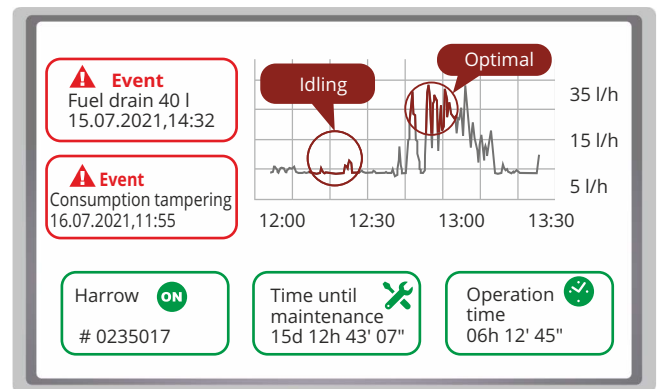 Event
Fuel drain 40 l
15.07.2021,14:32
Event
Consumption tampering
16.07.2021,11:55
Idling
Optimal
35 l/h
15 l/h
5 l/h
12:00 12:30 13:00 13:30
Harrow ON
# 0235017
Time until
maintenance
15d 12h 43' 07"
Operation
time
06h 12' 45"